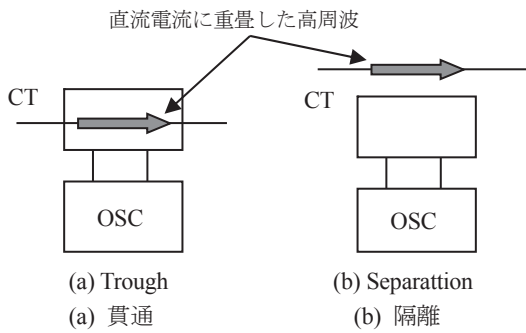 直流電流に重畳した高周波
CT
OSC
(a) Trough
(a) 貫通
CT
OSC
(b) Separattion
(b) 隔離